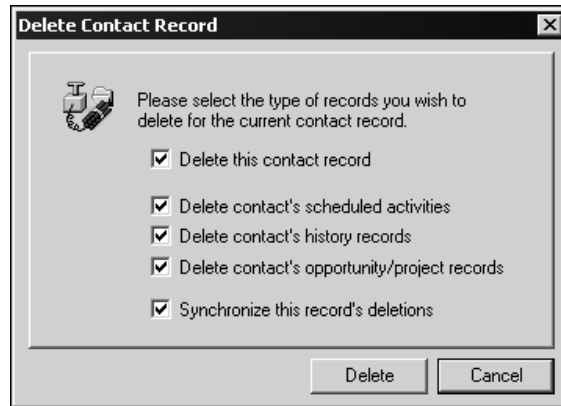 Delete Contact Record
Please select the type of records you wish to
delete for the current contact record.
Delete this contact record
Delete contact's scheduled activities
Delete contact's history records
Delete contact's opportunity/project records
Synchronize this record's deletions
Delete
Cancel